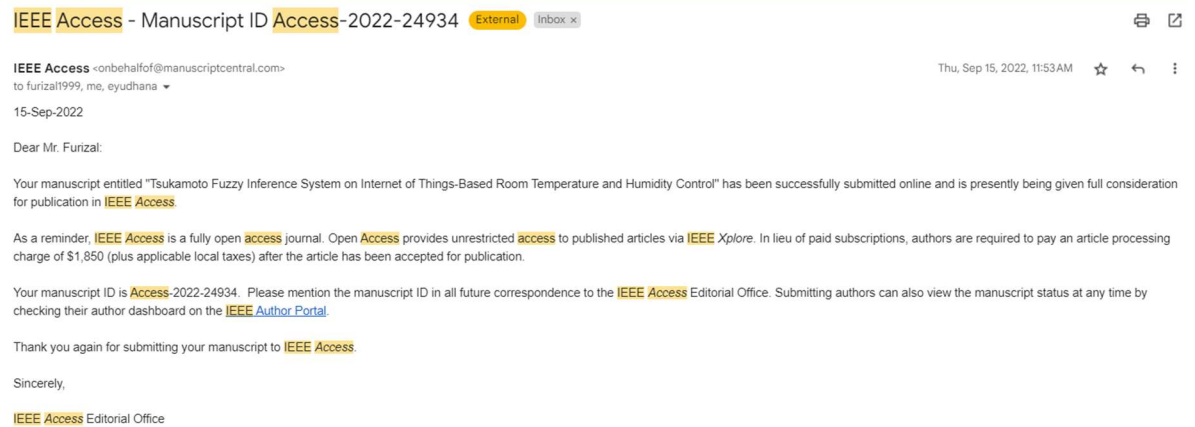 IEEE Access - Manuscript ID Access-2022-24934 External Inbox ×
IEEE Access <onbehalfof@manuscriptcentral.com> Thu, Sep 15, 2022, 11:53 AM
to furizal1999, me, eyudhana
15-Sep-2022
Dear Mr. Furizal:
Your manuscript entitled "Tsukamoto Fuzzy Inference System on Internet of Things-Based Room Temperature and Humidity Control" has been successfully submitted online and is presently being given full consideration
for publication in IEEE Access.
As a reminder, IEEE Access is a fully open access journal. Open Access provides unrestricted access to published articles via IEEE Xplore. In lieu of paid subscriptions, authors are required to pay an article processing
charge of $1,850 (plus applicable local taxes) after the article has been accepted for publication.
Your manuscript ID is Access-2022-24934. Please mention the manuscript ID in all future correspondence to the IEEE Access Editorial Office. Submitting authors can also view the manuscript status at any time by
checking their author dashboard on the IEEE Author Portal.
Thank you again for submitting your manuscript to IEEE Access.
Sincerely,
IEEE Access Editorial Office